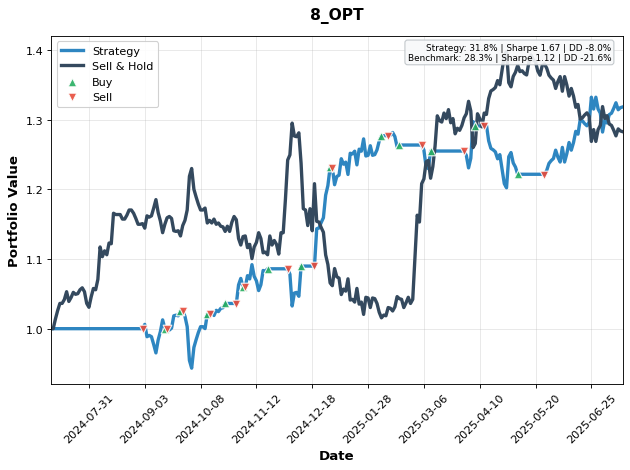 8_OPT
Strategy: 31.8% | Sharpe 1.67 | DD -8.0%
Benchmark: 28.3% | Sharpe 1.12 | DD -21.6%
Strategy
Sell & Hold
Buy
Sell
Portfolio Value
1.4
1.3
1.2
1.1
1.0
2024-07-31
2024-09-03
2024-10-08
2024-11-12
2024-12-18
2025-01-28
2025-03-06
2025-04-10
2025-05-20
2025-06-25
Date